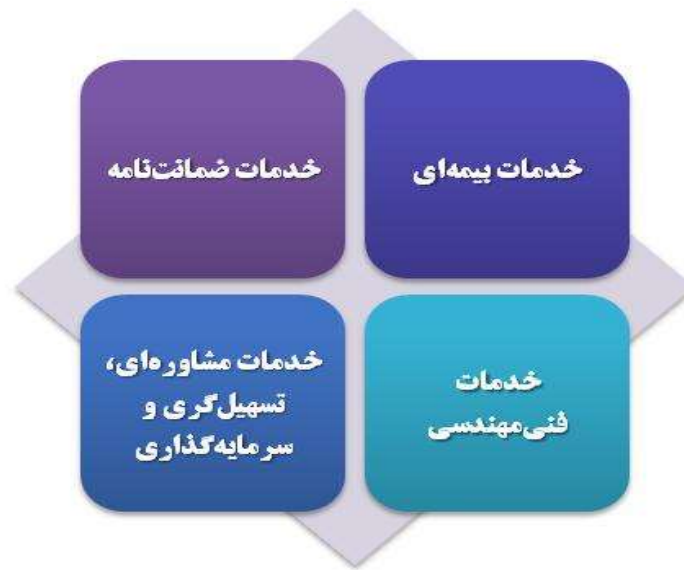 خدمات بیمه‌ای
خدمات ضمانت‌نامه
خدمات
فنی‌مهندسی
خدمات مشاوره‌ای،
تسهیل‌گری و
سرمایه‌گذاری